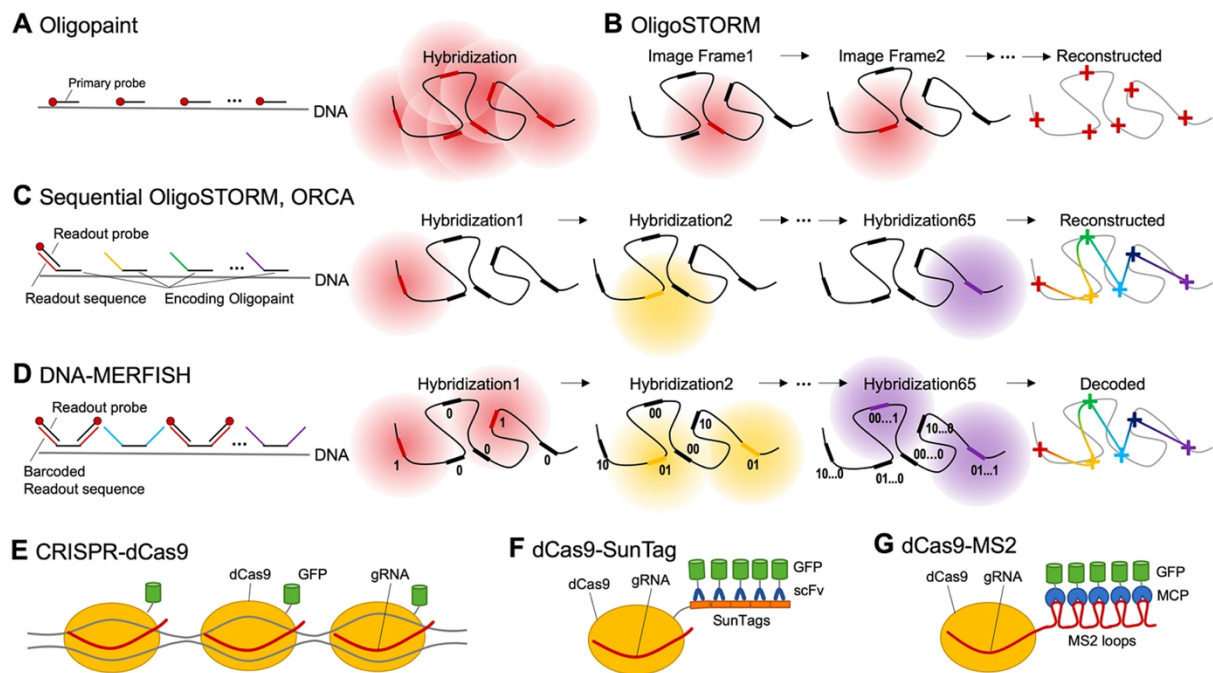 A Oligopaint
Primary probe
DNA
Hybridization
...
B OligoSTORM
Image Frame1
Image Frame2
...
Reconstructed
C Sequential OligoSTORM, ORCA
Readout probe
...
DNA
Readout sequence
Encoding Oligopaint
Hybridization1
Hybridization2
...
Hybridization65
Reconstructed
D DNA-MERFISH
Readout probe
...
DNA
Barcoded
Readout sequence
Hybridization1
0
1
1
0
0
0
Hybridization2
00
10
10
01
00
01
...
Hybridization65
00...1
10...0
10...0
01...0
00...0
01...1
Decoded
E CRISPR-dCas9
dCas9
GFP
gRNA
F dCas9-SunTag
dCas9
gRNA
GFP
scFv
SunTags
G dCas9-MS2
dCas9
gRNA
GFP
MCP
MS2 loops